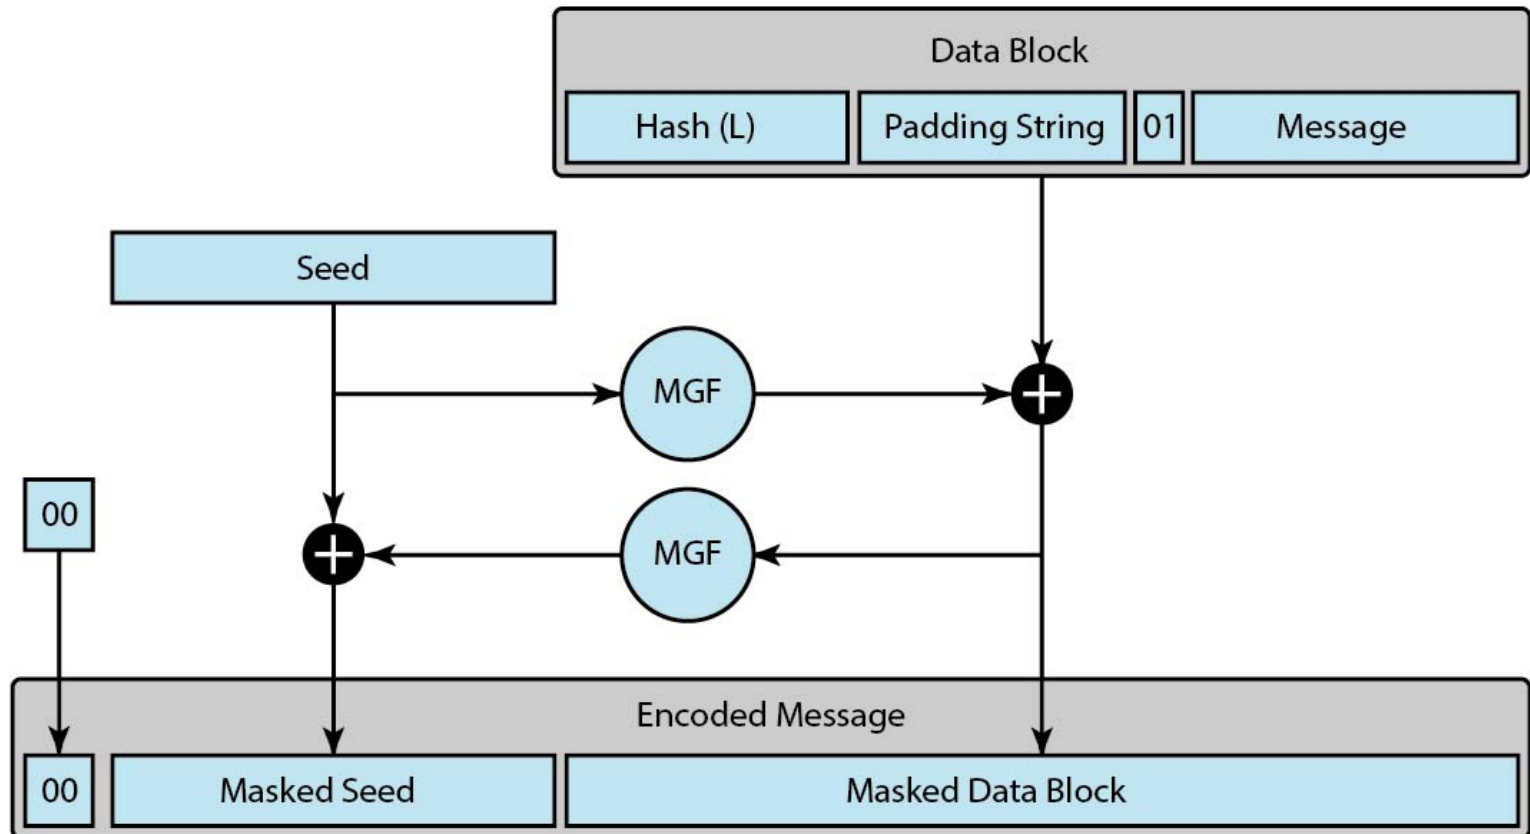 Data Block
Hash (L) Padding String 01 Message
Seed
MGF
00
MGF
Encoded Message
00 Masked Seed Masked Data Block